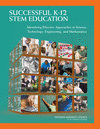 SUCCESSFUL K-12
STEM EDUCATION
Identifying Effective Approaches in Science,
Technology, Engineering, and Mathematics